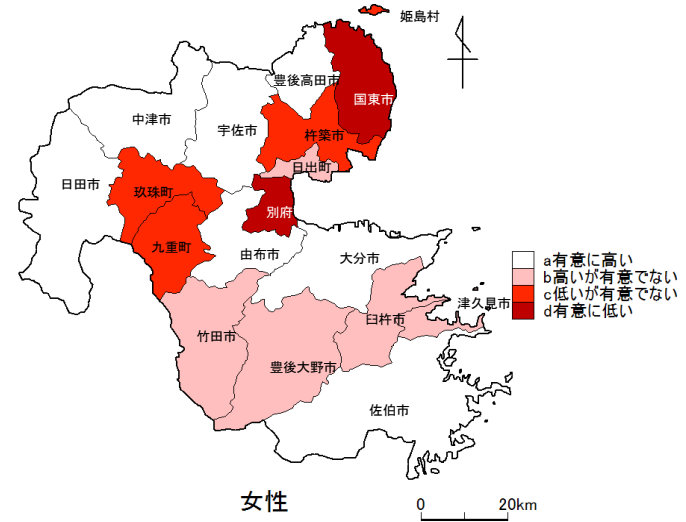 姫島村
豊後高田市
国東市
中津市
宇佐市
杵築市
日出町
日田市
玖珠町
別府
九重町
由布市
大分市
a有意に高い
b高いが有意でない
c低いが有意でない
d有意に低い
津久見市
臼杵市
竹田市
豊後大野市
佐伯市
女性
0 20km